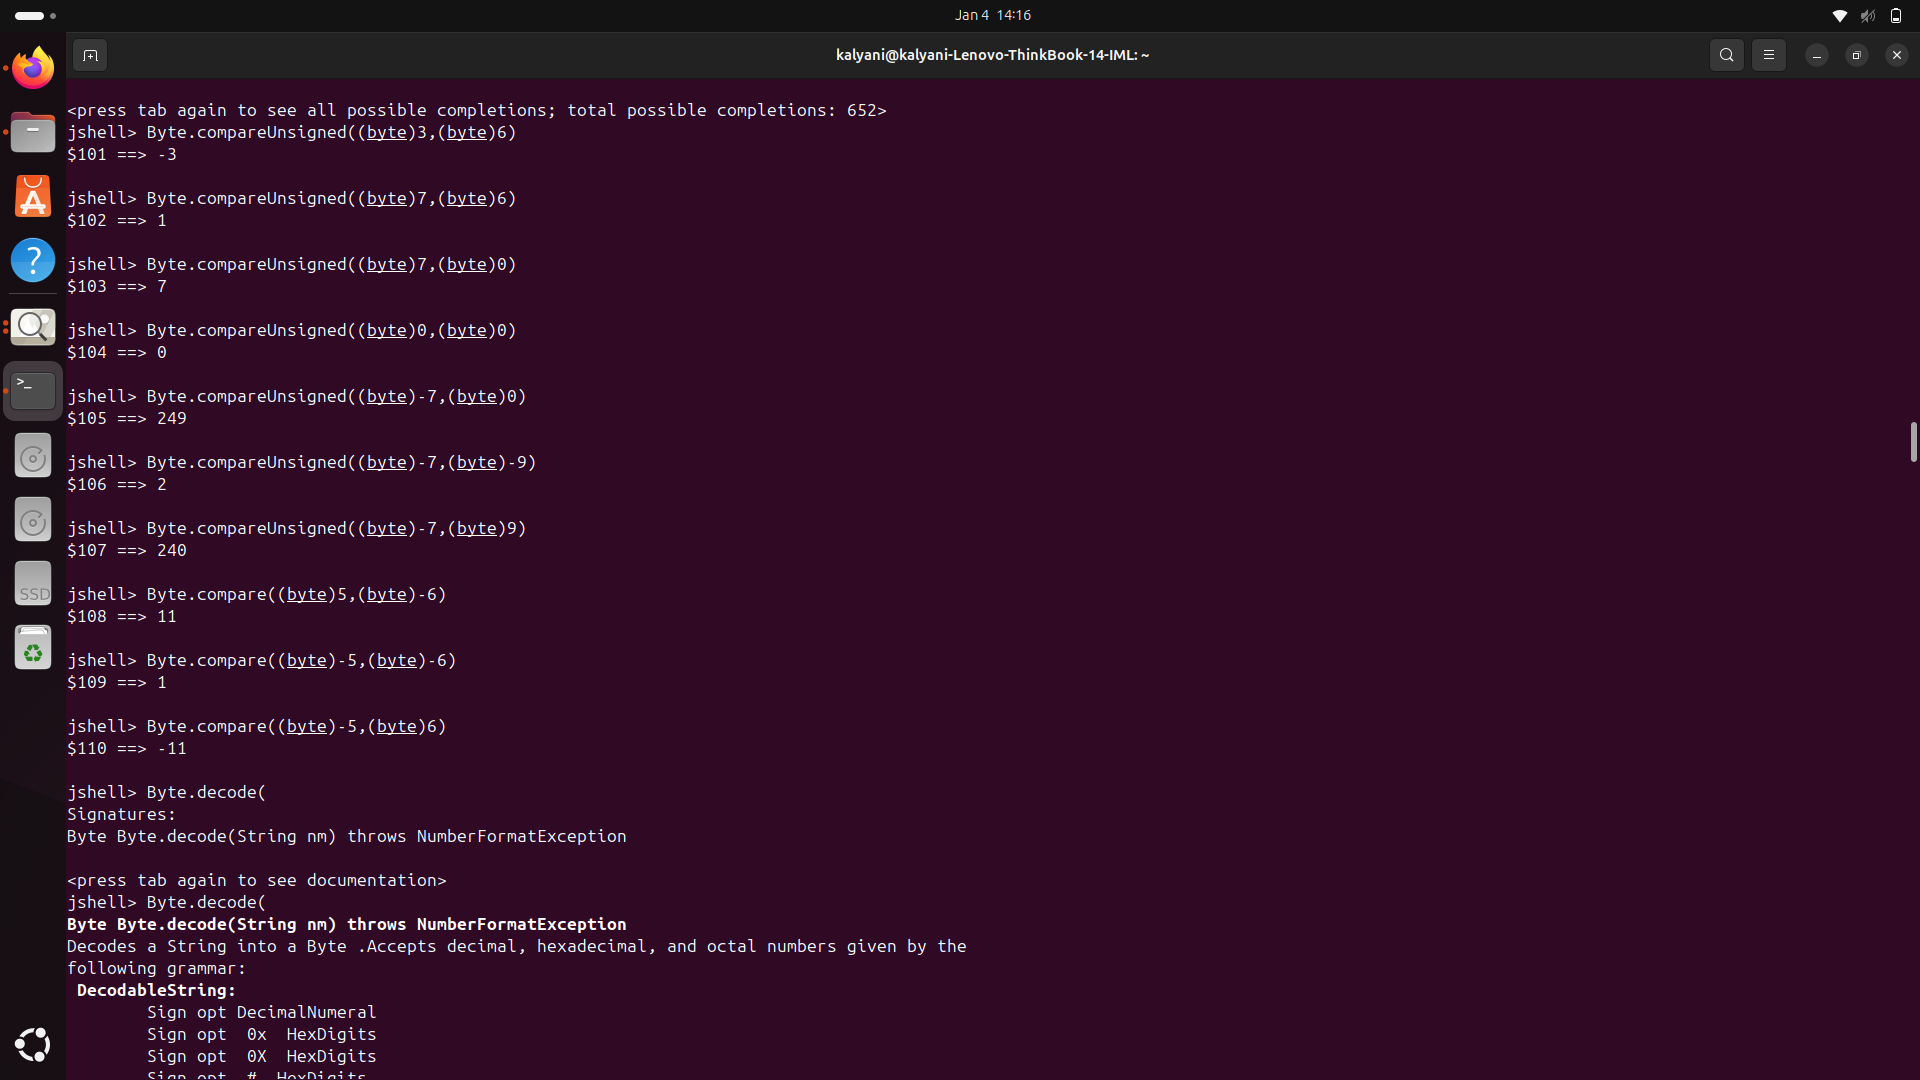 Jan 4 14:16
kalyani@kalyani-Lenovo-ThinkBook-14-IML: ~
<press tab again to see all possible completions; total possible completions: 652>
jshell> Byte.compareUnsigned((byte)3,(byte)6)
$101 ==> -3
jshell> Byte.compareUnsigned((byte)7,(byte)6)
$102 ==> 1
jshell> Byte.compareUnsigned((byte)7,(byte)0)
$103 ==> 7
jshell> Byte.compareUnsigned((byte)0,(byte)0)
$104 ==> 0
jshell> Byte.compareUnsigned((byte)-7,(byte)0)
$105 ==> 249
jshell> Byte.compareUnsigned((byte)-7,(byte)-9)
$106 ==> 2
jshell> Byte.compareUnsigned((byte)-7,(byte)9)
$107 ==> 240
jshell> Byte.compare((byte)5,(byte)-6)
$108 ==> 11
jshell> Byte.compare((byte)-5,(byte)-6)
$109 ==> 1
jshell> Byte.compare((byte)-5,(byte)6)
$110 ==> -11
jshell> Byte.decode(
Signatures:
Byte Byte.decode(String nm) throws NumberFormatException
<press tab again to see documentation>
jshell> Byte.decode(
Byte Byte.decode(String nm) throws NumberFormatException
Decodes a String into a Byte .Accepts decimal, hexadecimal, and octal numbers given by the
following grammar:
DecodableString:
Sign opt DecimalNumeral
Sign opt 0x HexDigits
Sign opt 0X HexDigits
Sign opt # HexDigits
SSD